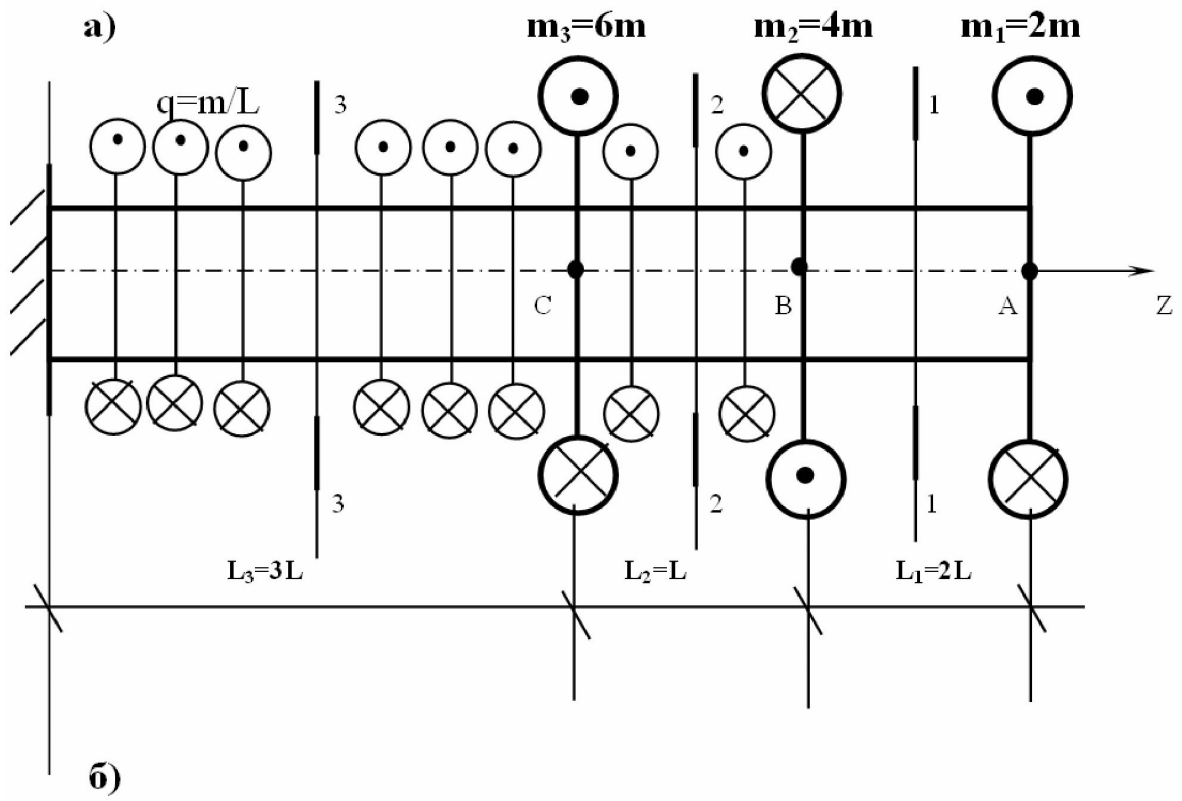 а)
m₃=6m m₂=4m m₁=2m
q=m/L
3 2 1
C B A Z
3 2 1
L₃=3L L₂=L L₁=2L
б)